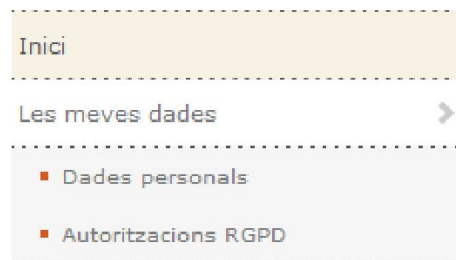 Inici
Les meves dades
Dades personals
Autoritzacions RGPD